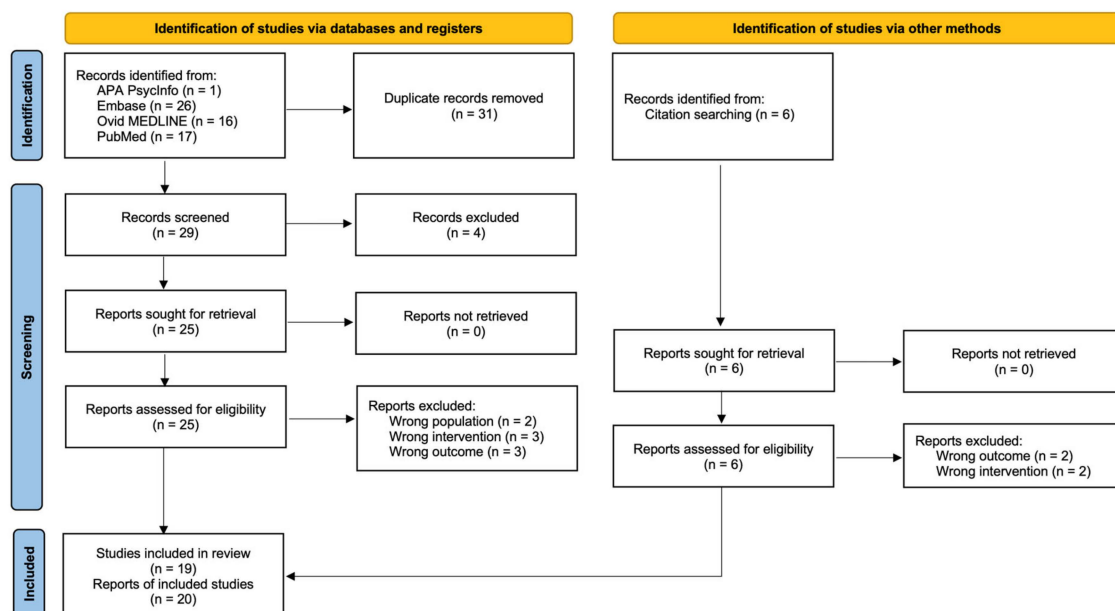 Identification of studies via databases and registers
Identification of studies via other methods
Identification
Records identified from:
APA PsycInfo (n = 1)
Embase (n = 26)
Ovid MEDLINE (n = 16)
PubMed (n = 17)
Duplicate records removed
(n = 31)
Records identified from:
Citation searching (n = 6)
Screening
Records screened
(n = 29)
Records excluded
(n = 4)
Reports sought for retrieval
(n = 25)
Reports not retrieved
(n = 0)
Reports sought for retrieval
(n = 6)
Reports not retrieved
(n = 0)
Reports assessed for eligibility
(n = 25)
Reports excluded:
Wrong population (n = 2)
Wrong intervention (n = 3)
Wrong outcome (n = 3)
Reports assessed for eligibility
(n = 6)
Reports excluded:
Wrong outcome (n = 2)
Wrong intervention (n = 2)
Included
Studies included in review
(n = 19)
Reports of included studies
(n = 20)